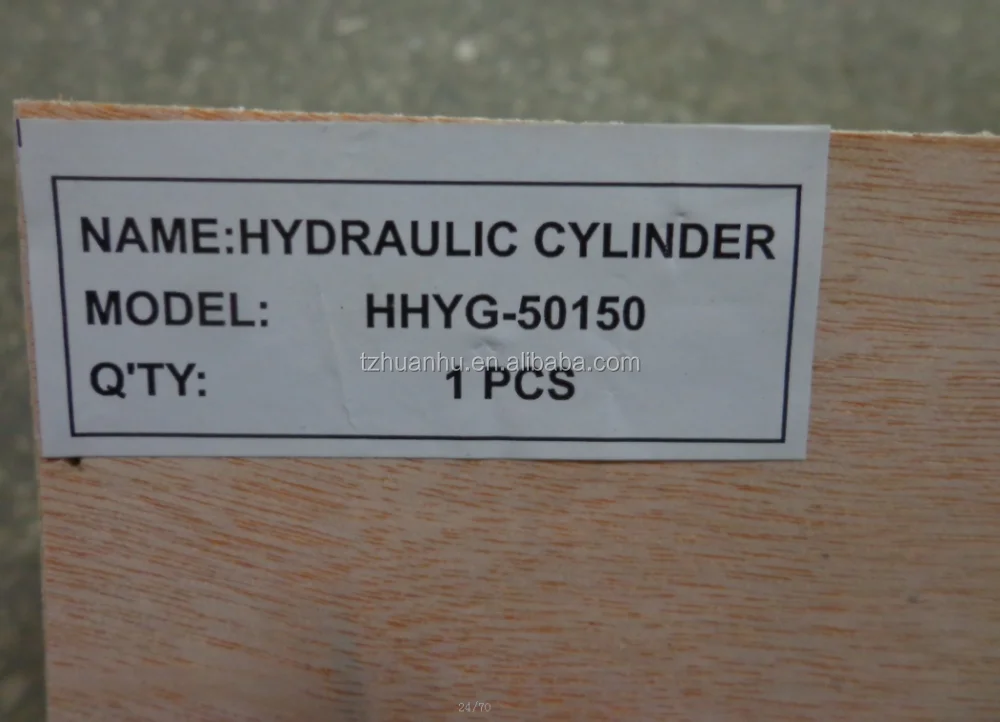 NAME:HYDRAULIC CYLINDER
MODEL: HHYG-50150
tzhuanhu.en.alibaba.com
Q'TY: 1 PCS
24/70